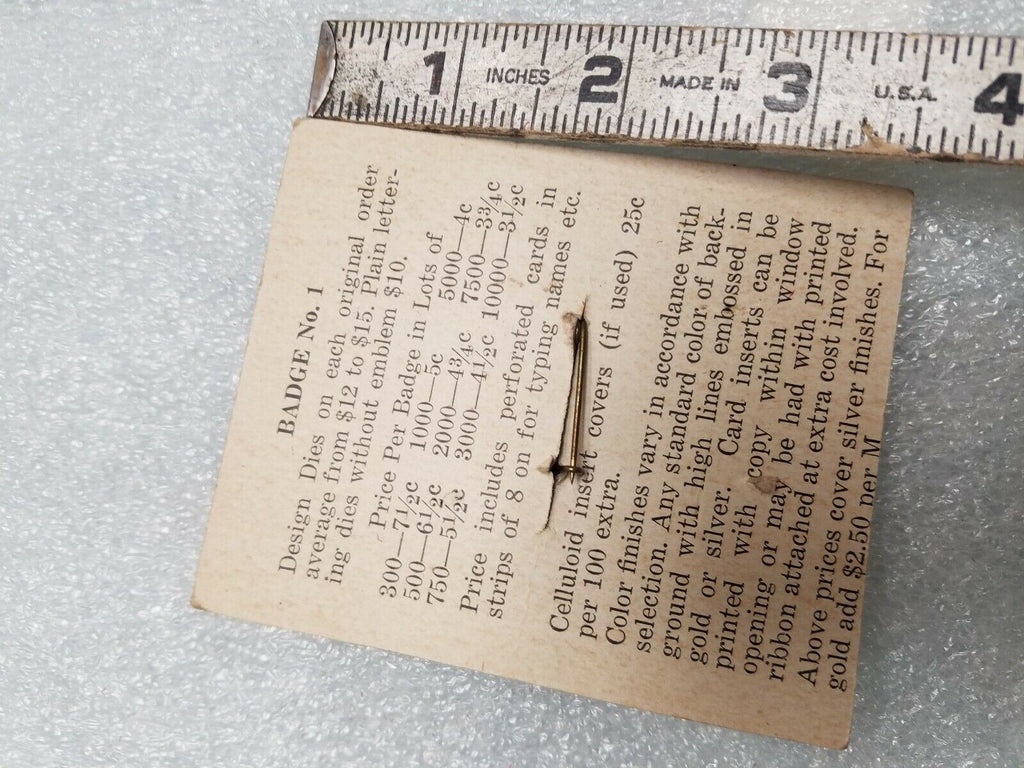 1 INCHES 2 MADE IN 3 U.S.A. 4
BADGE No. 1
Design Dies on each original order
average from $12 to $15. Plain letter-
ing dies without emblem $10.
Price Per Badge in Lots of
300—7½c 1000—5c 5000—4c
500—6½c 2000—4¾c 7500—3¾c
750—5½c 3000—4½c 10000—3½c
Price includes perforated cards in
strips of 8 on for typing names etc.
Celluloid insert covers (if used) 25c
per 100 extra.
Color finishes vary in accordance with
selection. Any standard color of back-
ground with high lines embossed in
gold or silver. Card inserts can be
printed with copy within window
opening or may be had with printed
ribbon attached at extra cost involved.
Above prices cover silver finishes. For
gold add $2.50 per M